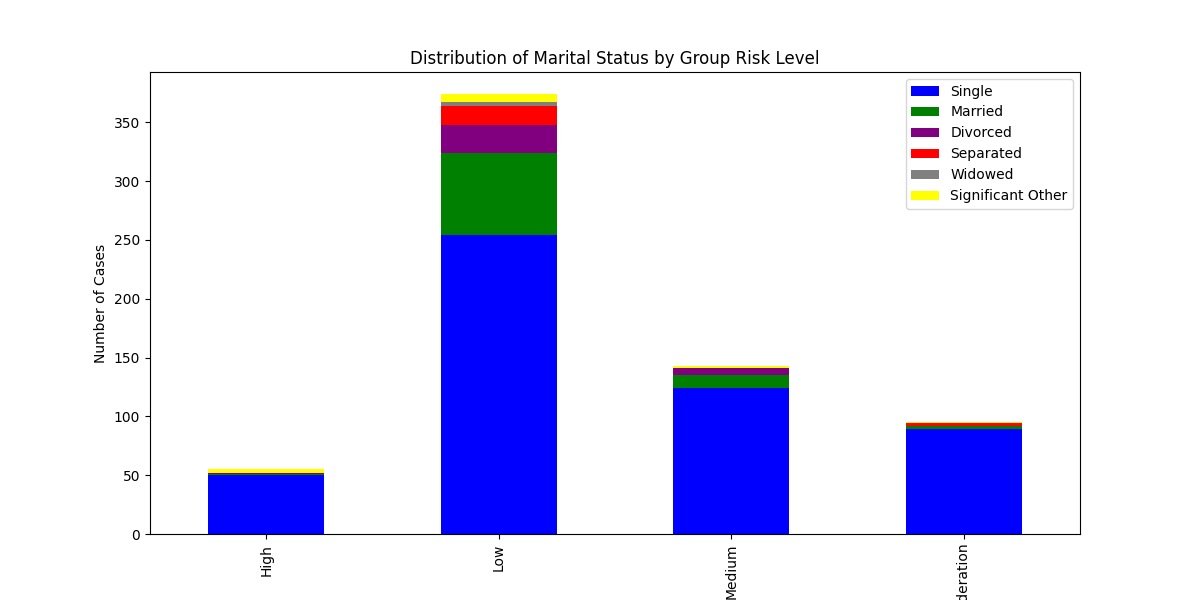 Distribution of Marital Status by Group Risk Level
Single
Married
Divorced
Separated
Widowed
Significant Other
Number of Cases
350
300
250
200
150
100
50
0
High
Low
Medium
deration